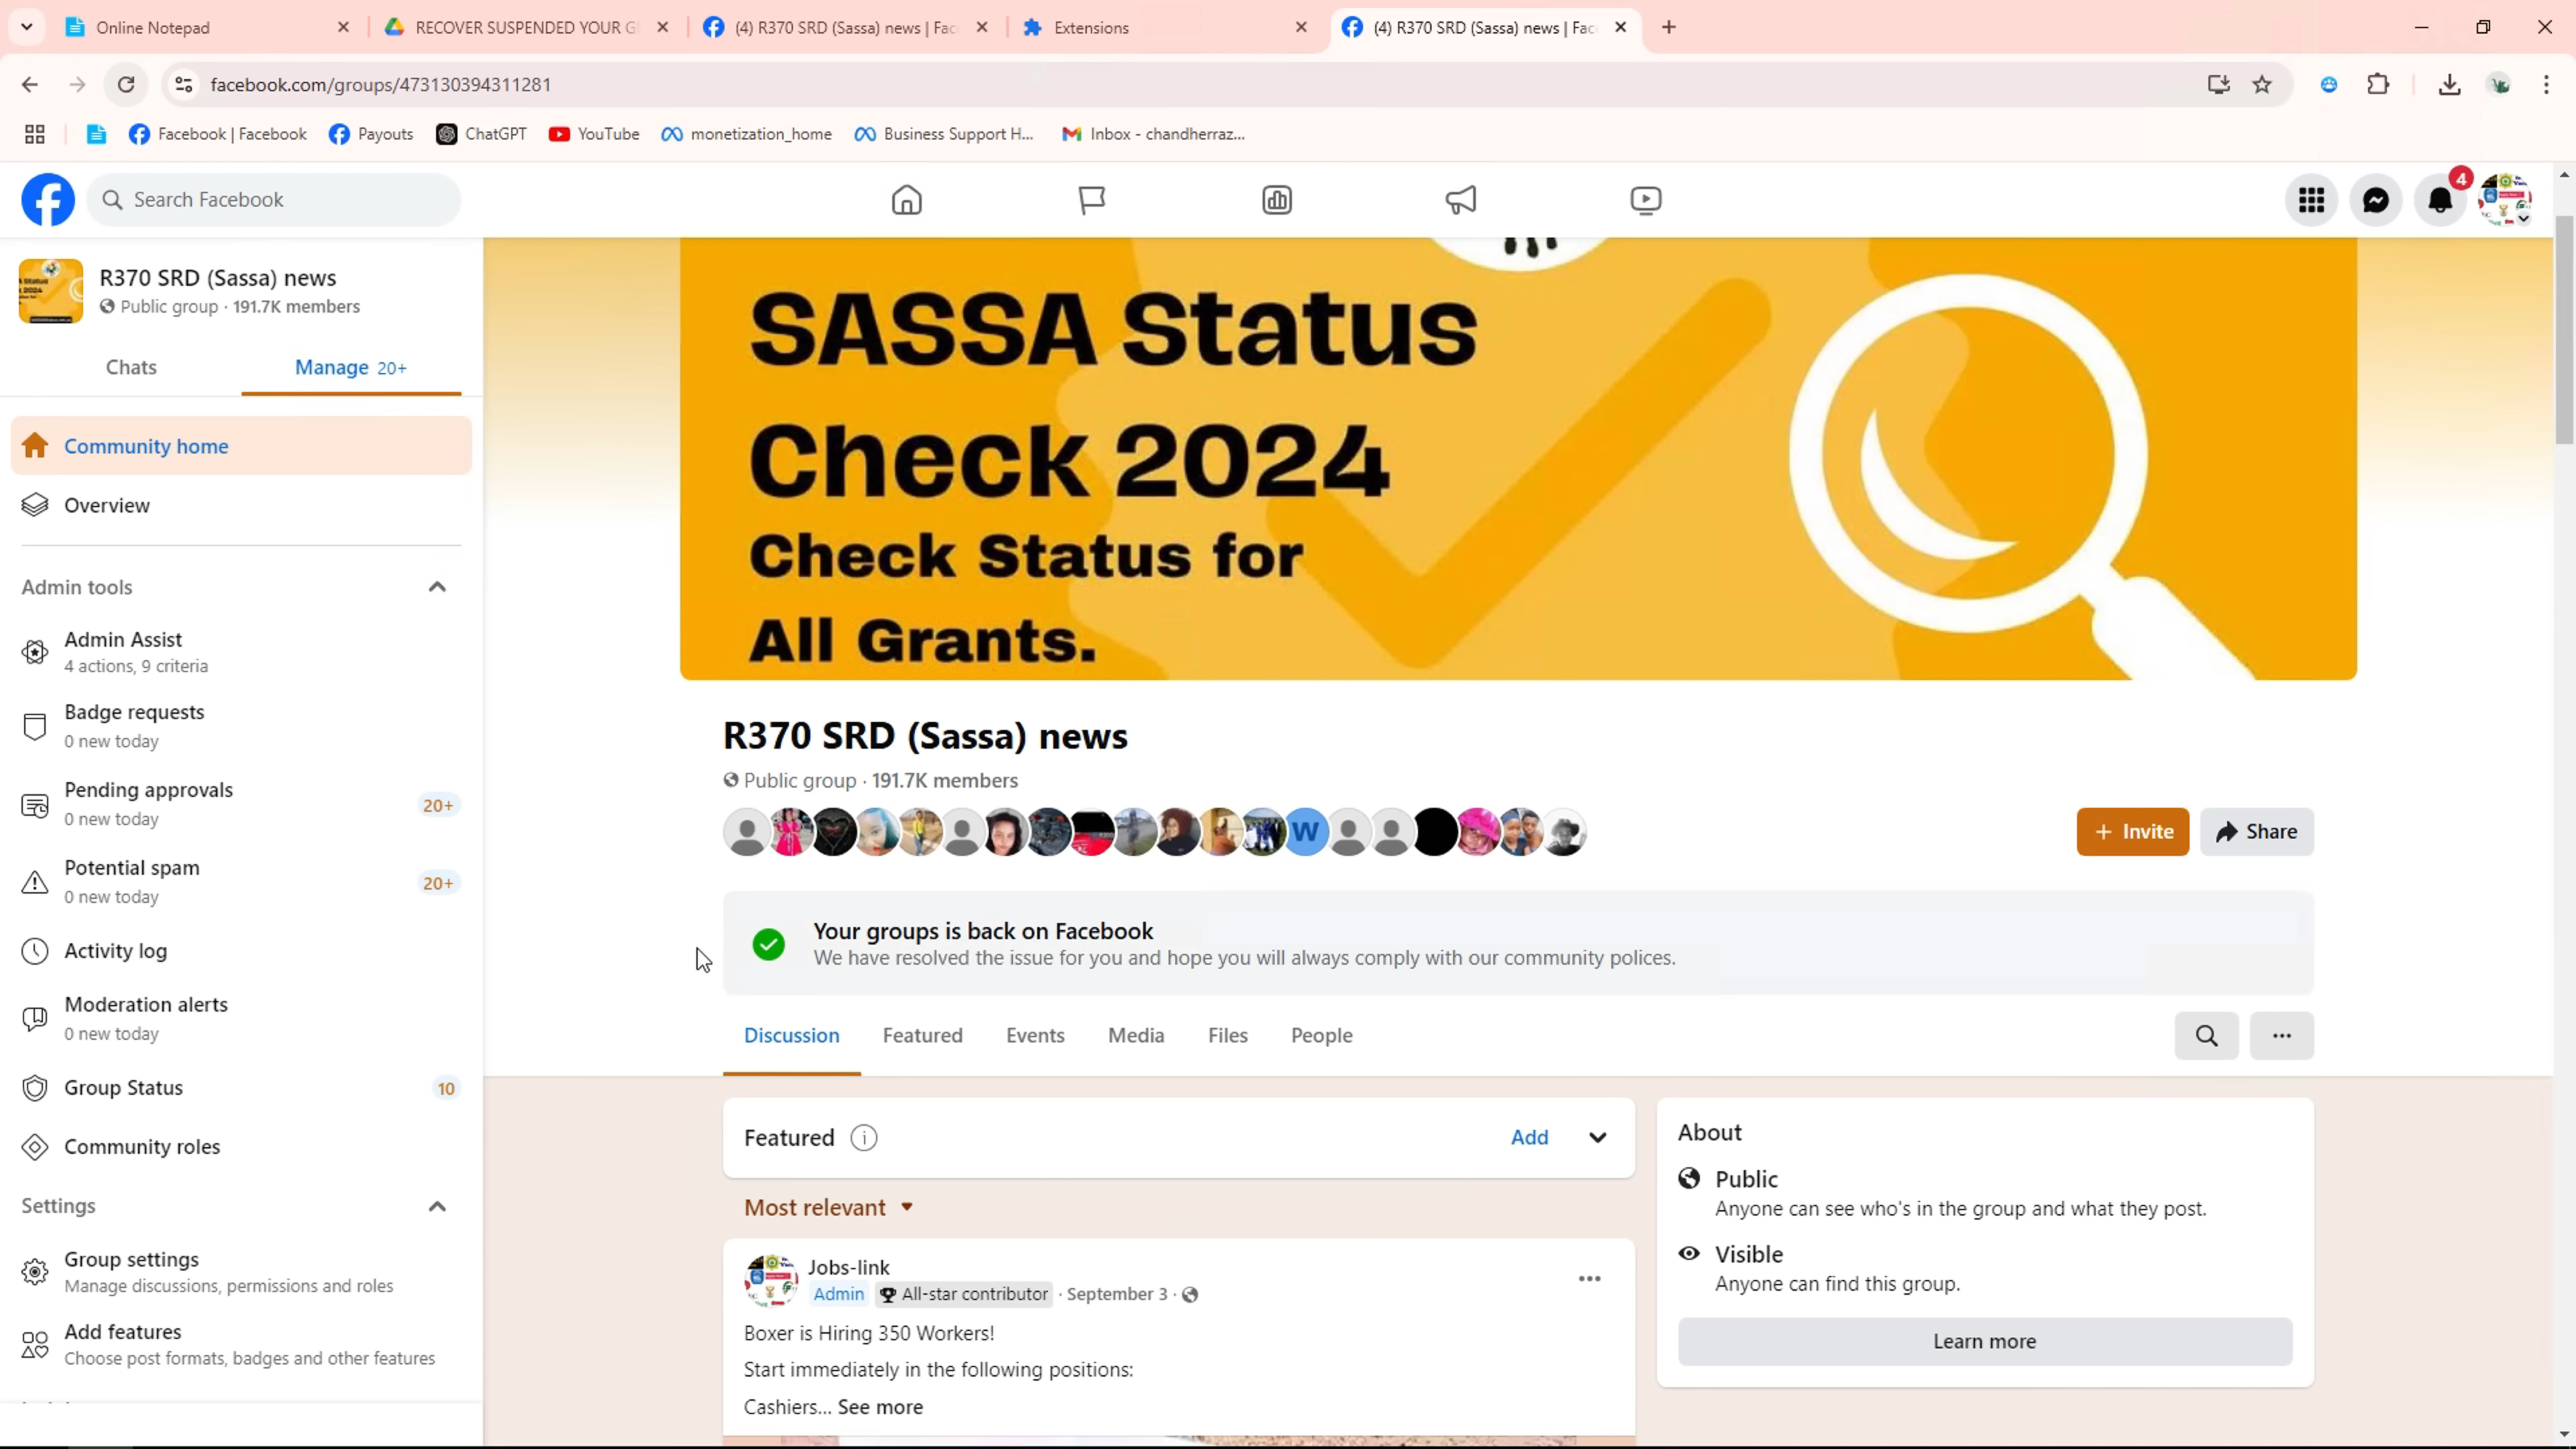 Online Notepad
RECOVER SUSPENDED YOUR G
(4) R370 SRD (Sassa) news | Fac
Extensions
(4) R370 SRD (Sassa) news | Fac
facebook.com/groups/473130394311281
Facebook | Facebook
Payouts
ChatGPT
YouTube
monetization_home
Business Support H...
Inbox - chandherraz...
Search Facebook
4
R370 SRD (Sassa) news
Public group · 191.7K members
Chats
Manage 20+
Community home
Overview
Admin tools
Admin Assist
4 actions, 9 criteria
Badge requests
0 new today
Pending approvals
0 new today
20+
Potential spam
0 new today
20+
Activity log
Moderation alerts
0 new today
Group Status
10
Community roles
Settings
Group settings
Manage discussions, permissions and roles
Add features
Choose post formats, badges and other features
SASSA Status
Check 2024
Check Status for
All Grants.
R370 SRD (Sassa) news
Public group · 191.7K members
W
+ Invite
Share
Your groups is back on Facebook
We have resolved the issue for you and hope you will always comply with our community polices.
Discussion
Featured
Events
Media
Files
People
Featured
Add
Most relevant
Jobs-link
Admin
All-star contributor
· September 3 ·
Boxer is Hiring 350 Workers!
Start immediately in the following positions:
Cashiers... See more
About
Public
Anyone can see who's in the group and what they post.
Visible
Anyone can find this group.
Learn more